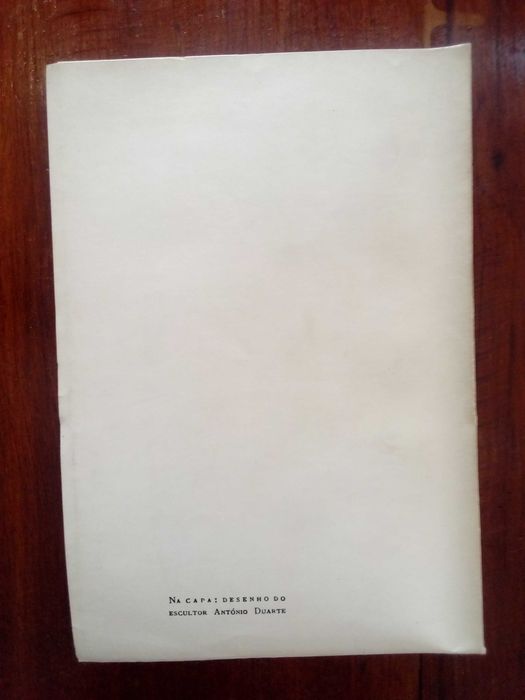 NA CAPA: DESENHO DO
ESCULTOR ANTÓNIO DUARTE